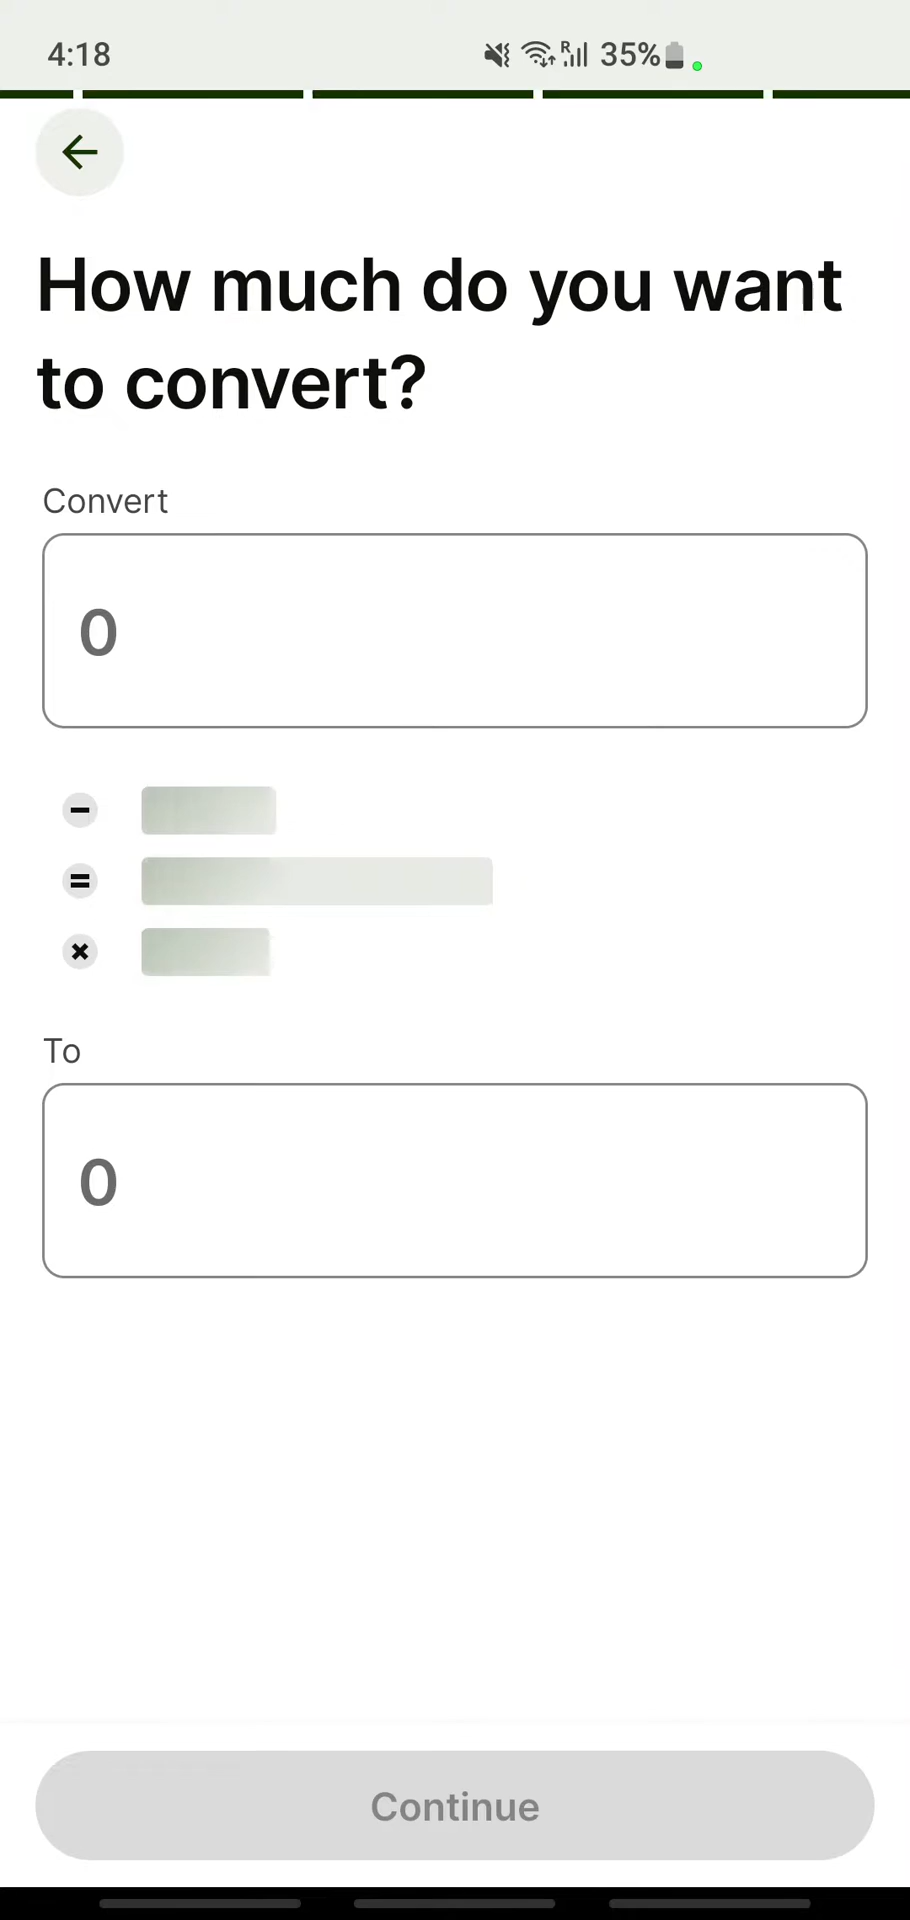 4:18
R 35%
How much do you want
to convert?
Convert
0
To
0
Continue